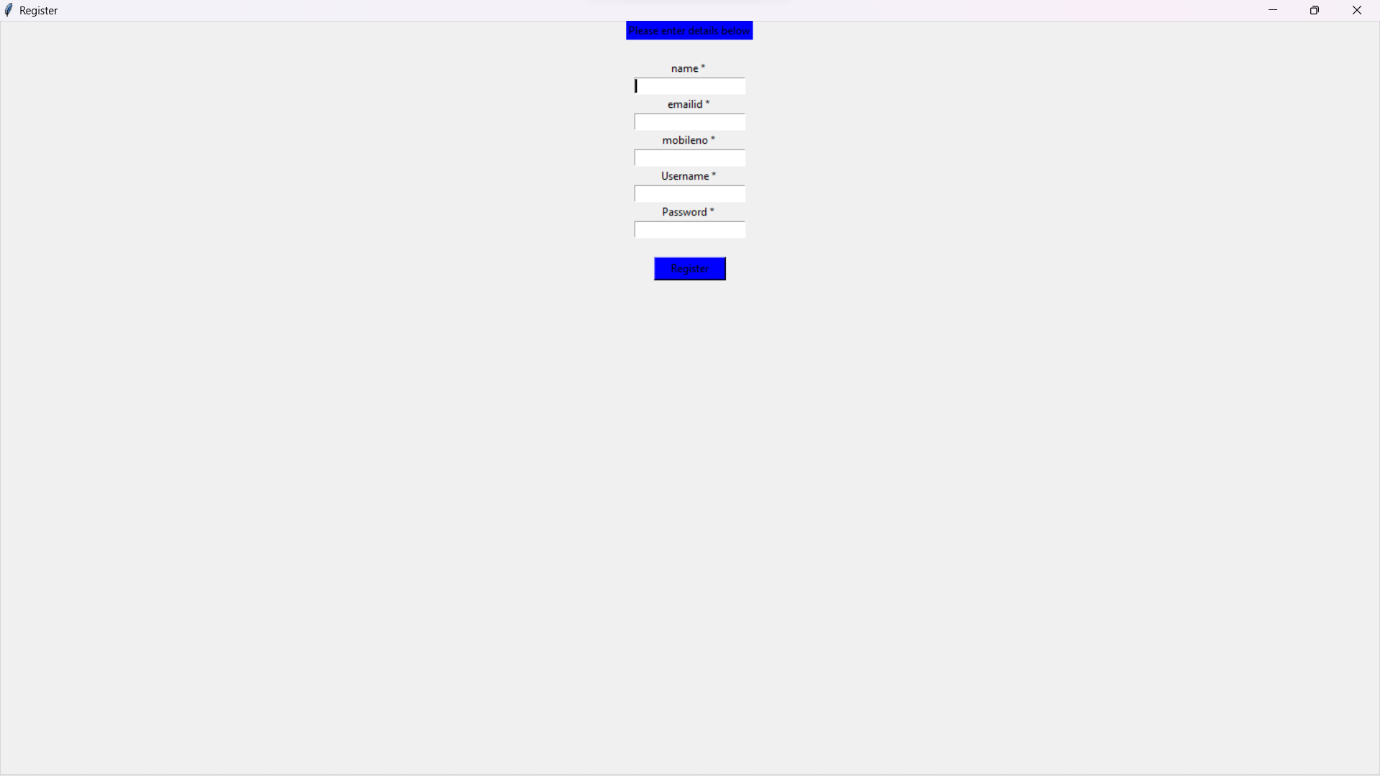 Register
Please enter details below
name *
emailid *
mobileno *
Username *
Password *
Register